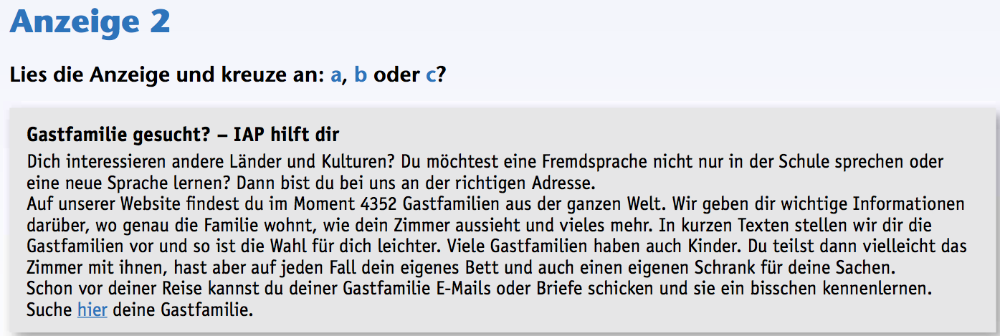 Anzeige 2
Lies die Anzeige und kreuze an: a, b oder c?
Gastfamilie gesucht? – IAP hilft dir
Dich interessieren andere Länder und Kulturen? Du möchtest eine Fremdsprache nicht nur in der Schule sprechen oder
eine neue Sprache lernen? Dann bist du bei uns an der richtigen Adresse.
Auf unserer Website findest du im Moment 4352 Gastfamilien aus der ganzen Welt. Wir geben dir wichtige Informationen
darüber, wo genau die Familie wohnt, wie dein Zimmer aussieht und vieles mehr. In kurzen Texten stellen wir dir die
Gastfamilien vor und so ist die Wahl für dich leichter. Viele Gastfamilien haben auch Kinder. Du teilst dann vielleicht das
Zimmer mit ihnen, hast aber auf jeden Fall dein eigenes Bett und auch einen eigenen Schrank für deine Sachen.
Schon vor deiner Reise kannst du deiner Gastfamilie E-Mails oder Briefe schicken und sie ein bisschen kennenlernen.
Suche hier deine Gastfamilie.